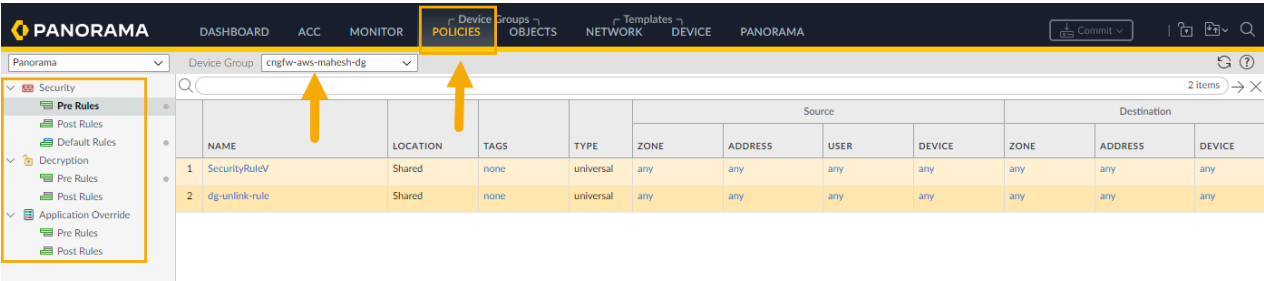 PANORAMA
Device Groups
Templates
DASHBOARD ACC MONITOR POLICIES OBJECTS NETWORK DEVICE PANORAMA
Commit
Panorama
Device Group cngfw-aws-mahesh-dg
Security
2 items
Pre Rules
Post Rules
Default Rules
Decryption
Pre Rules
Post Rules
Application Override
Pre Rules
Post Rules
Source Destination
NAME LOCATION TAGS TYPE ZONE ADDRESS USER DEVICE ZONE ADDRESS DEVICE
1 SecurityRuleV Shared none universal any any any any any any any
2 dg-unlink-rule Shared none universal any any any any any any any